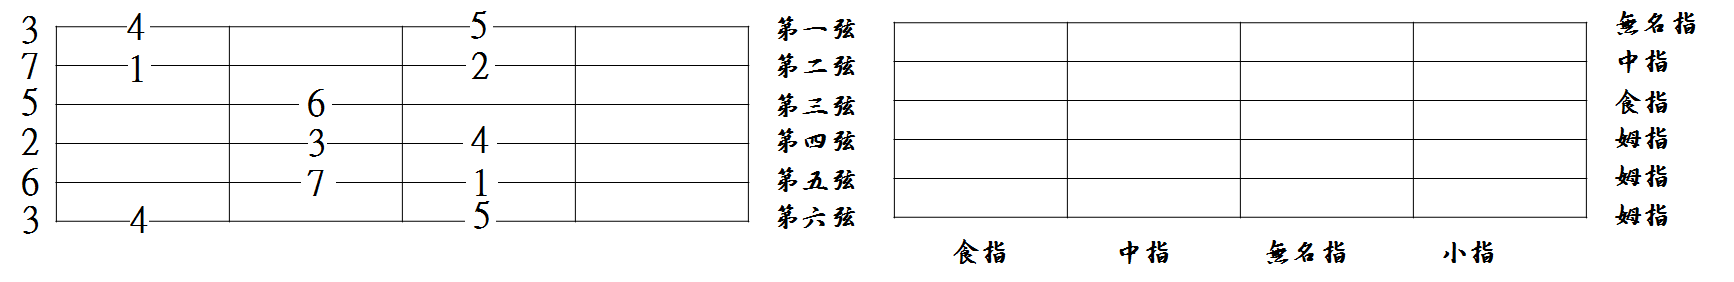 3 4 5 第一弦 無名指
7 1 2 第二弦 中指
5 6 第三弦 食指
2 3 4 第四弦 姆指
6 7 1 第五弦 姆指
3 4 5 第六弦 姆指
食指 中指 無名指 小指